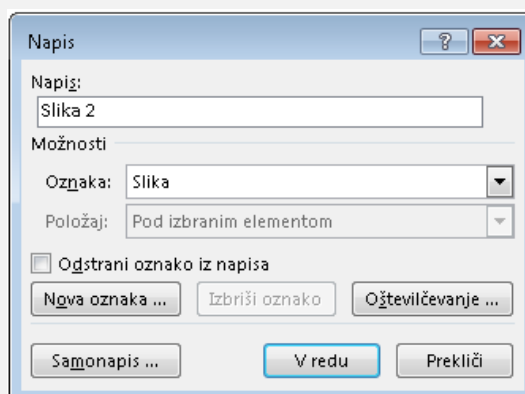 Napis
Napis:
Slika 2
Možnosti
Oznaka: Slika
Položaj: Pod izbranim elementom
Odstrani oznako iz napisa
Nova oznaka ... Izbriši oznako Oštevilčevanje ...
Samonapis ... V redu Prekliči